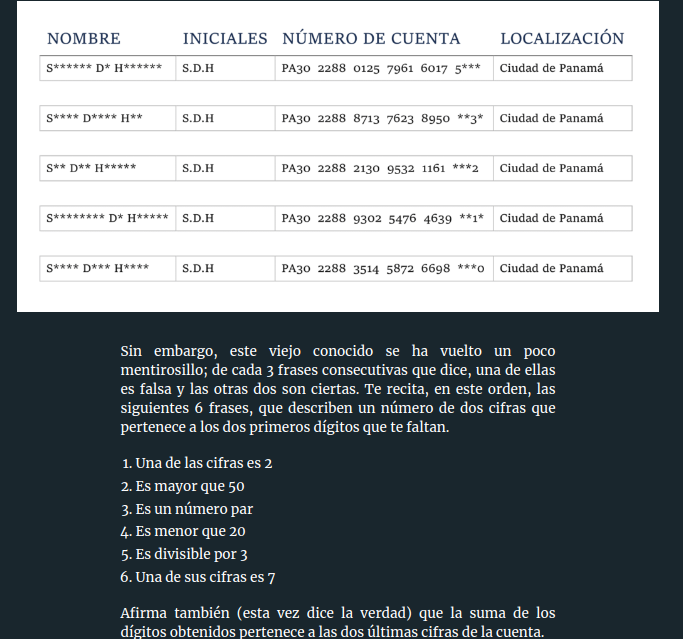 NOMBRE INICIALES NÚMERO DE CUENTA LOCALIZACIÓN
S****** D* H****** S.D.H PA30 2288 0125 7961 6017 5*** Ciudad de Panamá
S**** D**** H** S.D.H PA30 2288 8713 7623 8950 **3* Ciudad de Panamá
S** D** H***** S.D.H PA30 2288 2130 9532 1161 ***2 Ciudad de Panamá
S******** D* H***** S.D.H PA30 2288 9302 5476 4639 **1* Ciudad de Panamá
S**** D*** H**** S.D.H PA30 2288 3514 5872 6698 ***0 Ciudad de Panamá
Sin embargo, este viejo conocido se ha vuelto un poco
mentirosillo; de cada 3 frases consecutivas que dice, una de ellas
es falsa y las otras dos son ciertas. Te recita, en este orden, las
siguientes 6 frases, que describen un número de dos cifras que
pertenece a los dos primeros dígitos que te faltan.
1. Una de las cifras es 2
2. Es mayor que 50
3. Es un número par
4. Es menor que 20
5. Es divisible por 3
6. Una de sus cifras es 7
Afirma también (esta vez dice la verdad) que la suma de los
dígitos obtenidos pertenece a las dos últimas cifras de la cuenta.